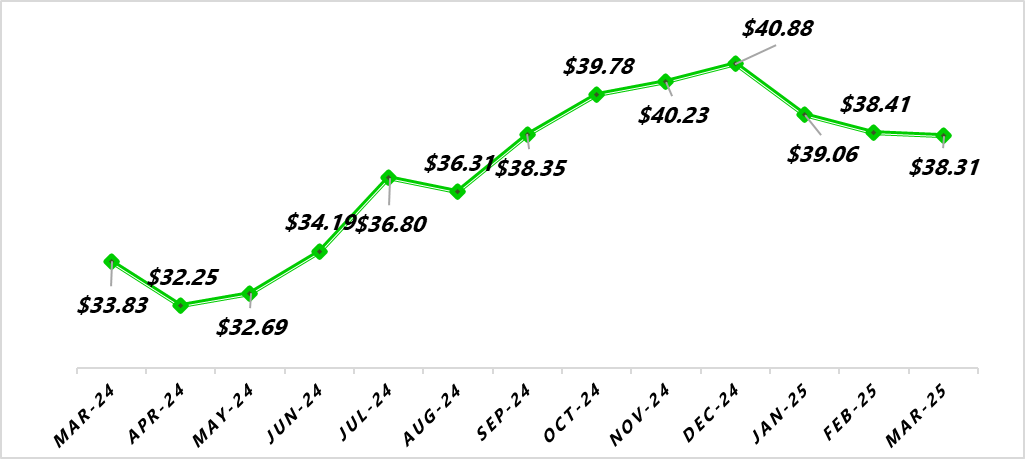 $33.83
$32.25
$32.69
$34.19
$36.80
$36.31
$38.35
$39.78
$40.23
$40.88
$39.06
$38.41
$38.31
MAR-24
APR-24
MAY-24
JUN-24
JUL-24
AUG-24
SEP-24
OCT-24
NOV-24
DEC-24
JAN-25
FEB-25
MAR-25